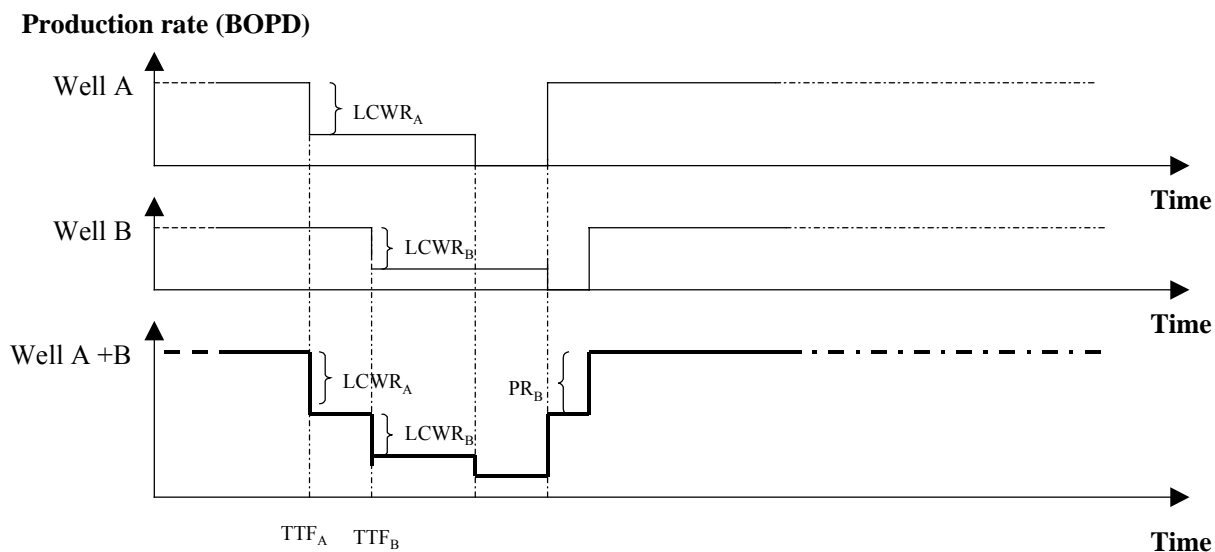 Production rate (BOPD)
Well A
LCWR_A
Time
Well B
LCWR_B
Time
Well A +B
LCWR_A
PR_B
LCWR_B
TTF_A TTF_B
Time